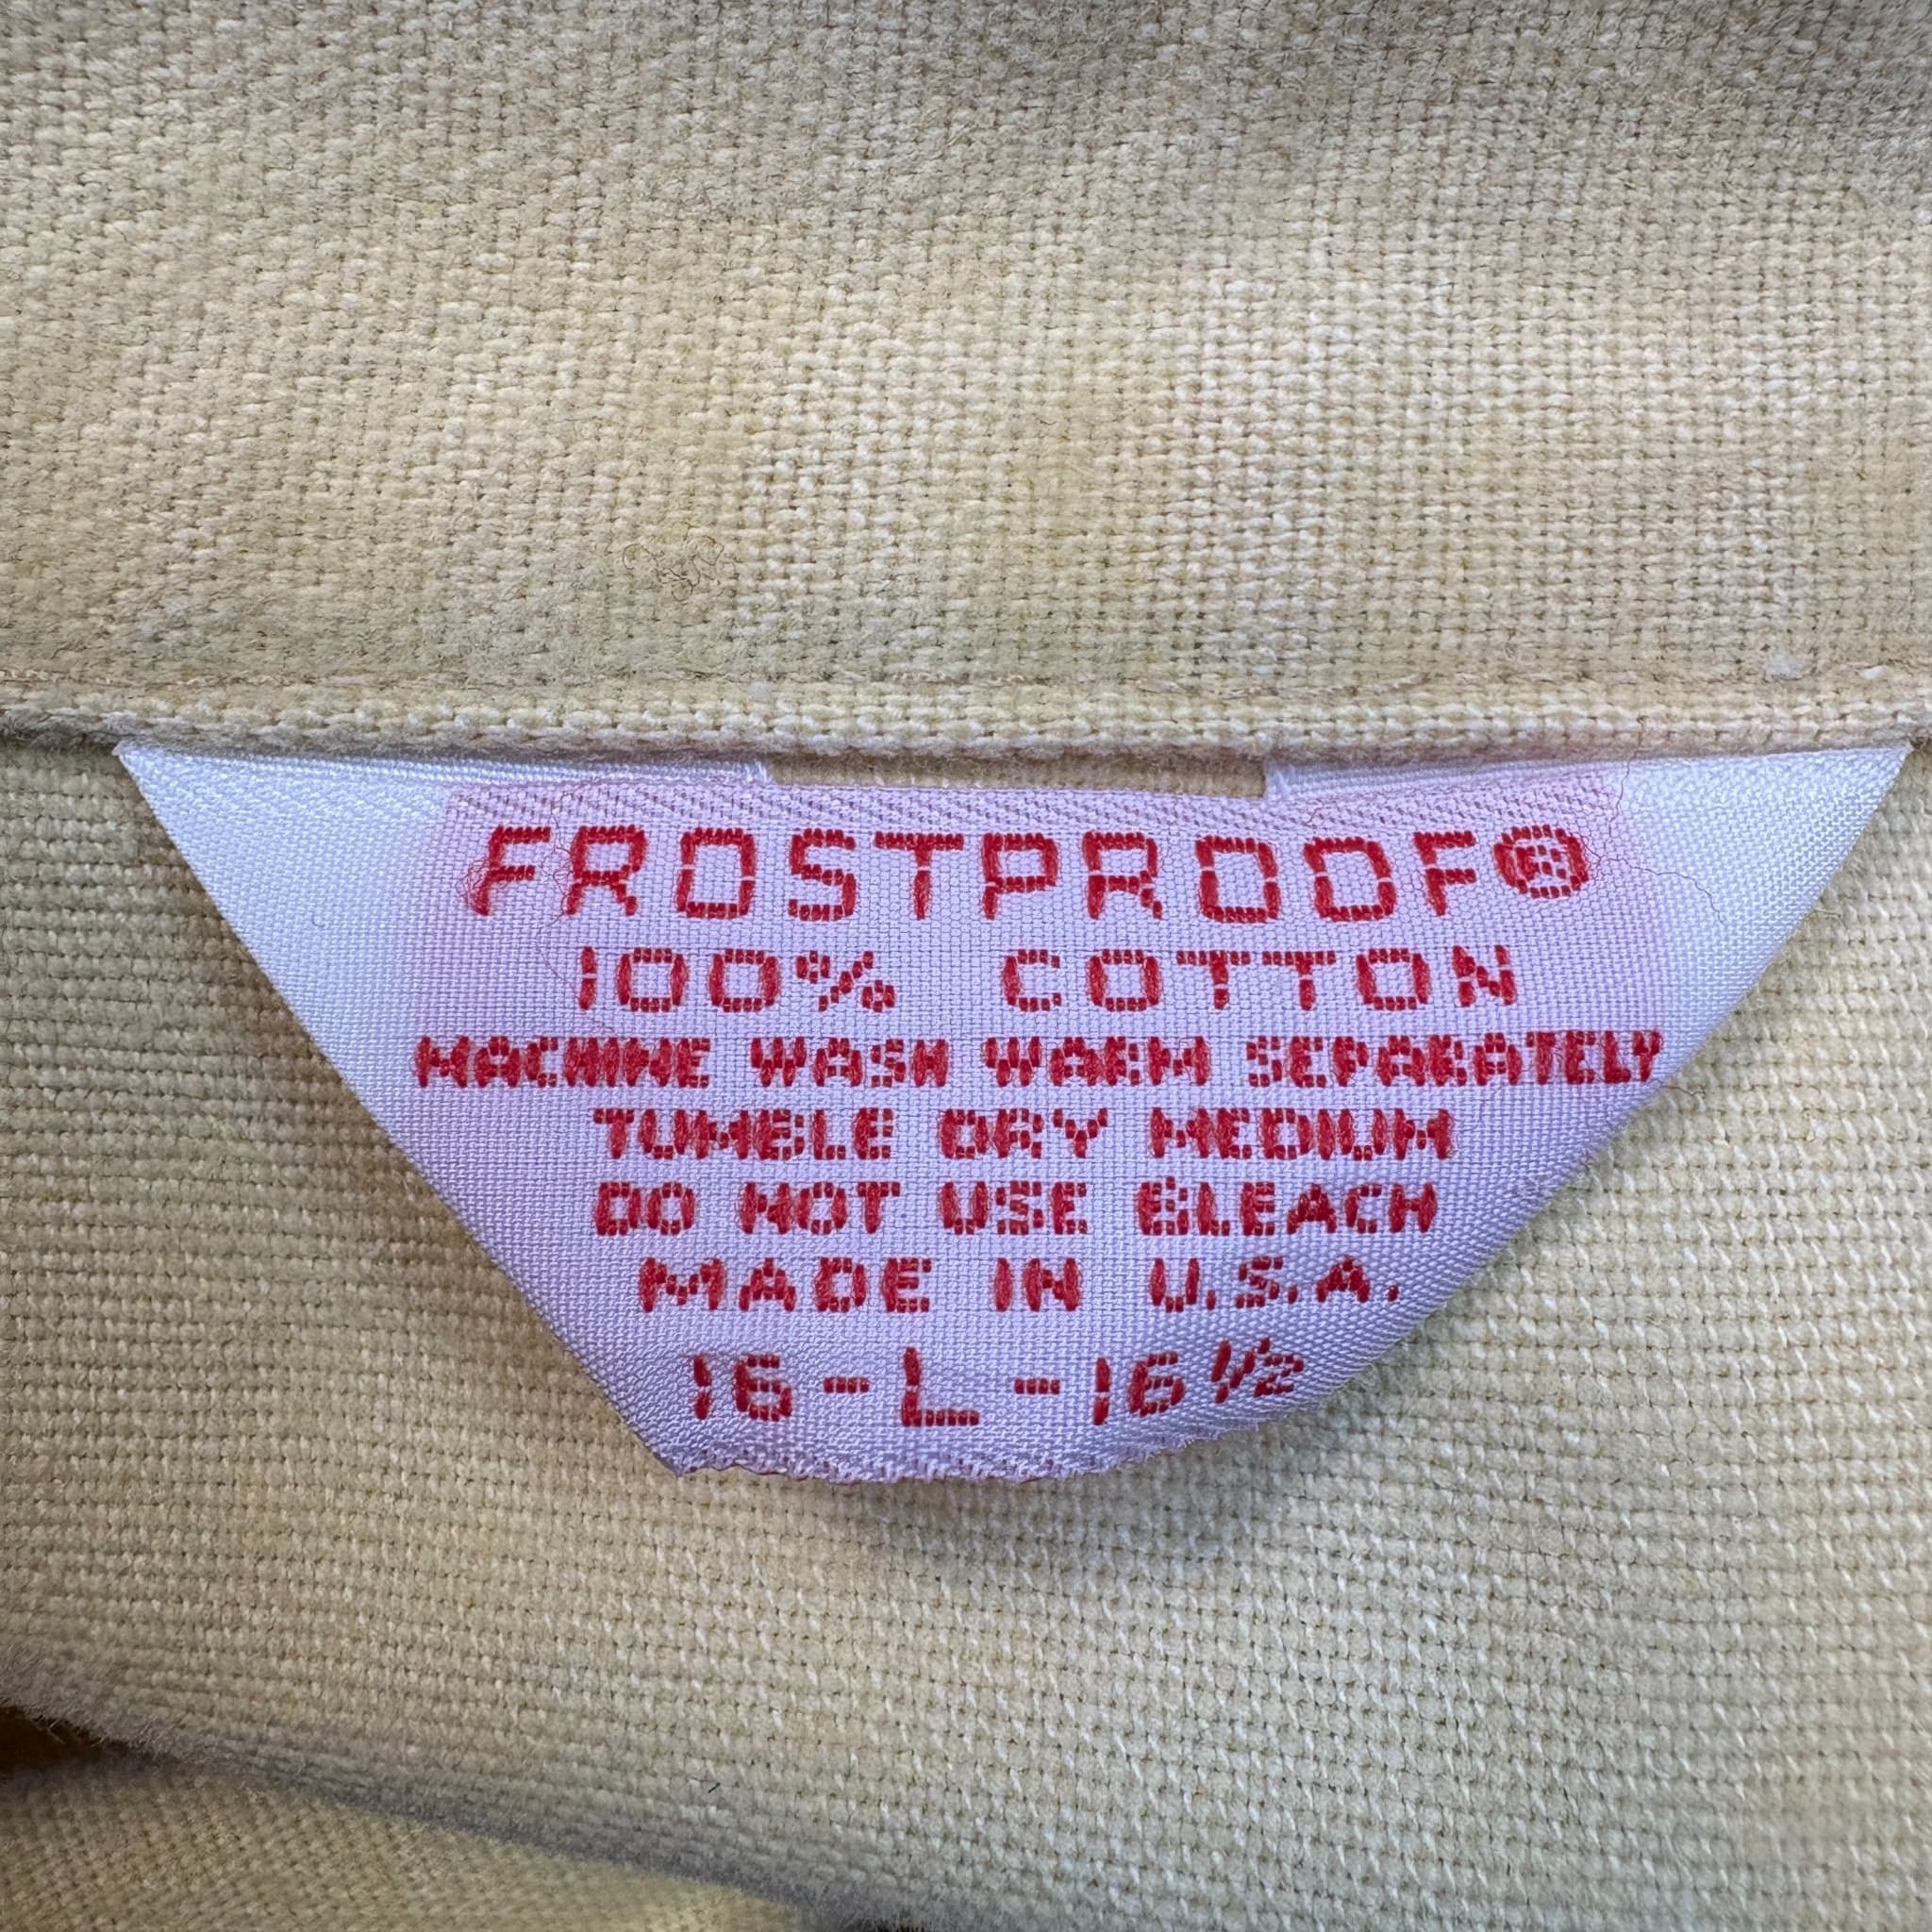 FROSTPROOF®
100% COTTON
MACHINE WASH WARM SEPARATELY
TUMBLE DRY MEDIUM
DO NOT USE BLEACH
MADE IN U.S.A.
16-L-16½